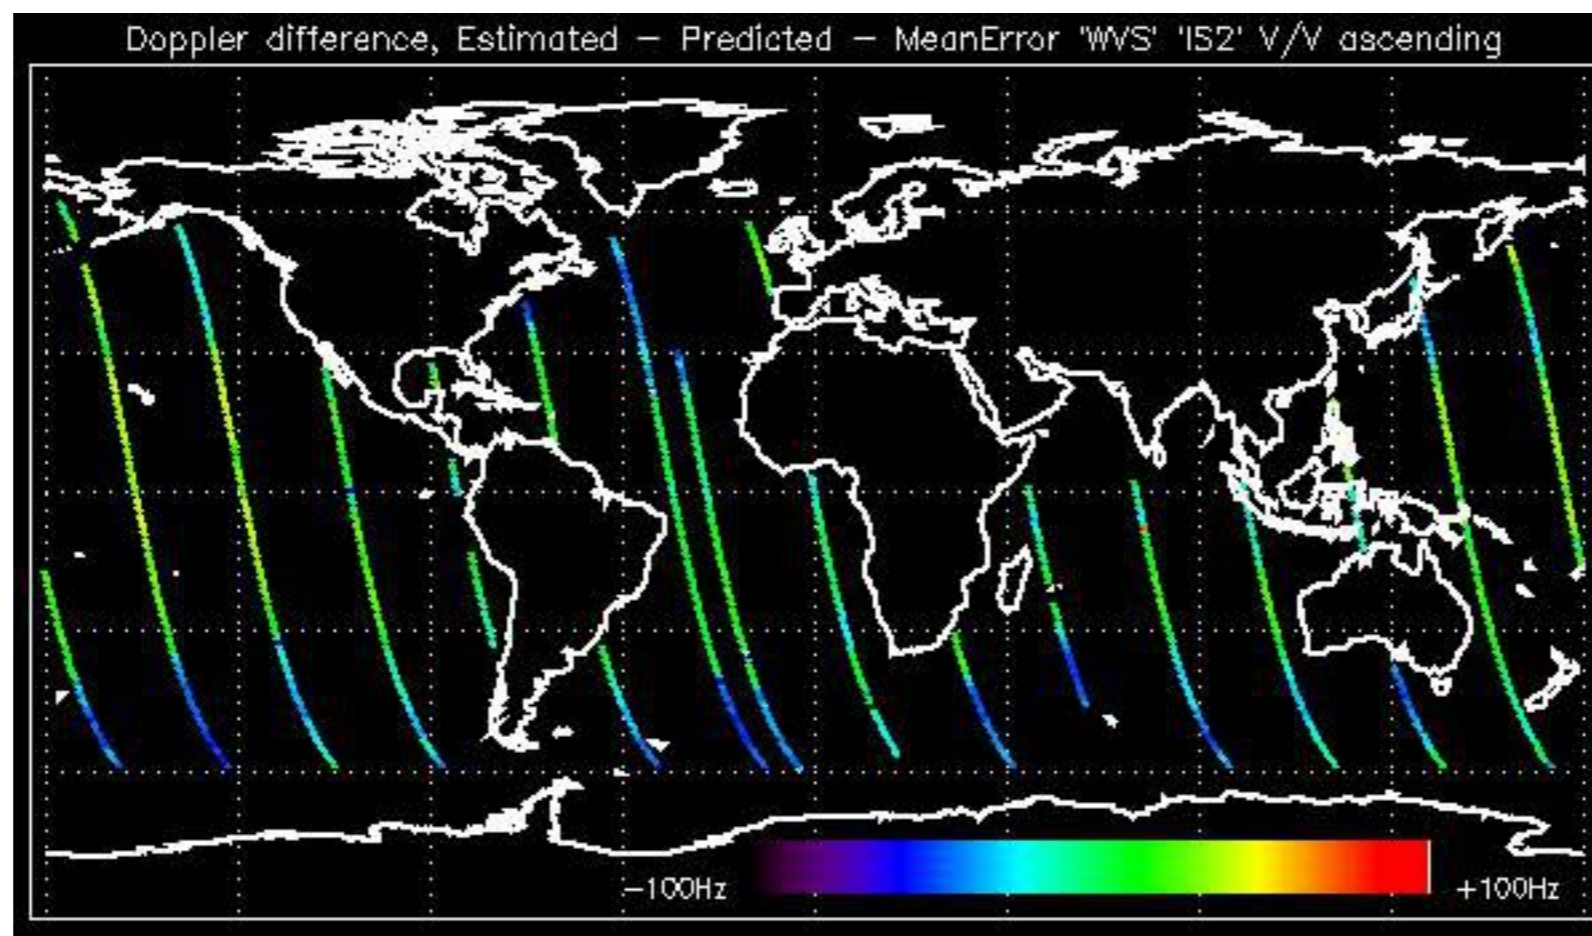 Doppler difference, Estimated – Predicted – MeanError 'WVS' 'IS2' V/V ascending
–100Hz
+100Hz